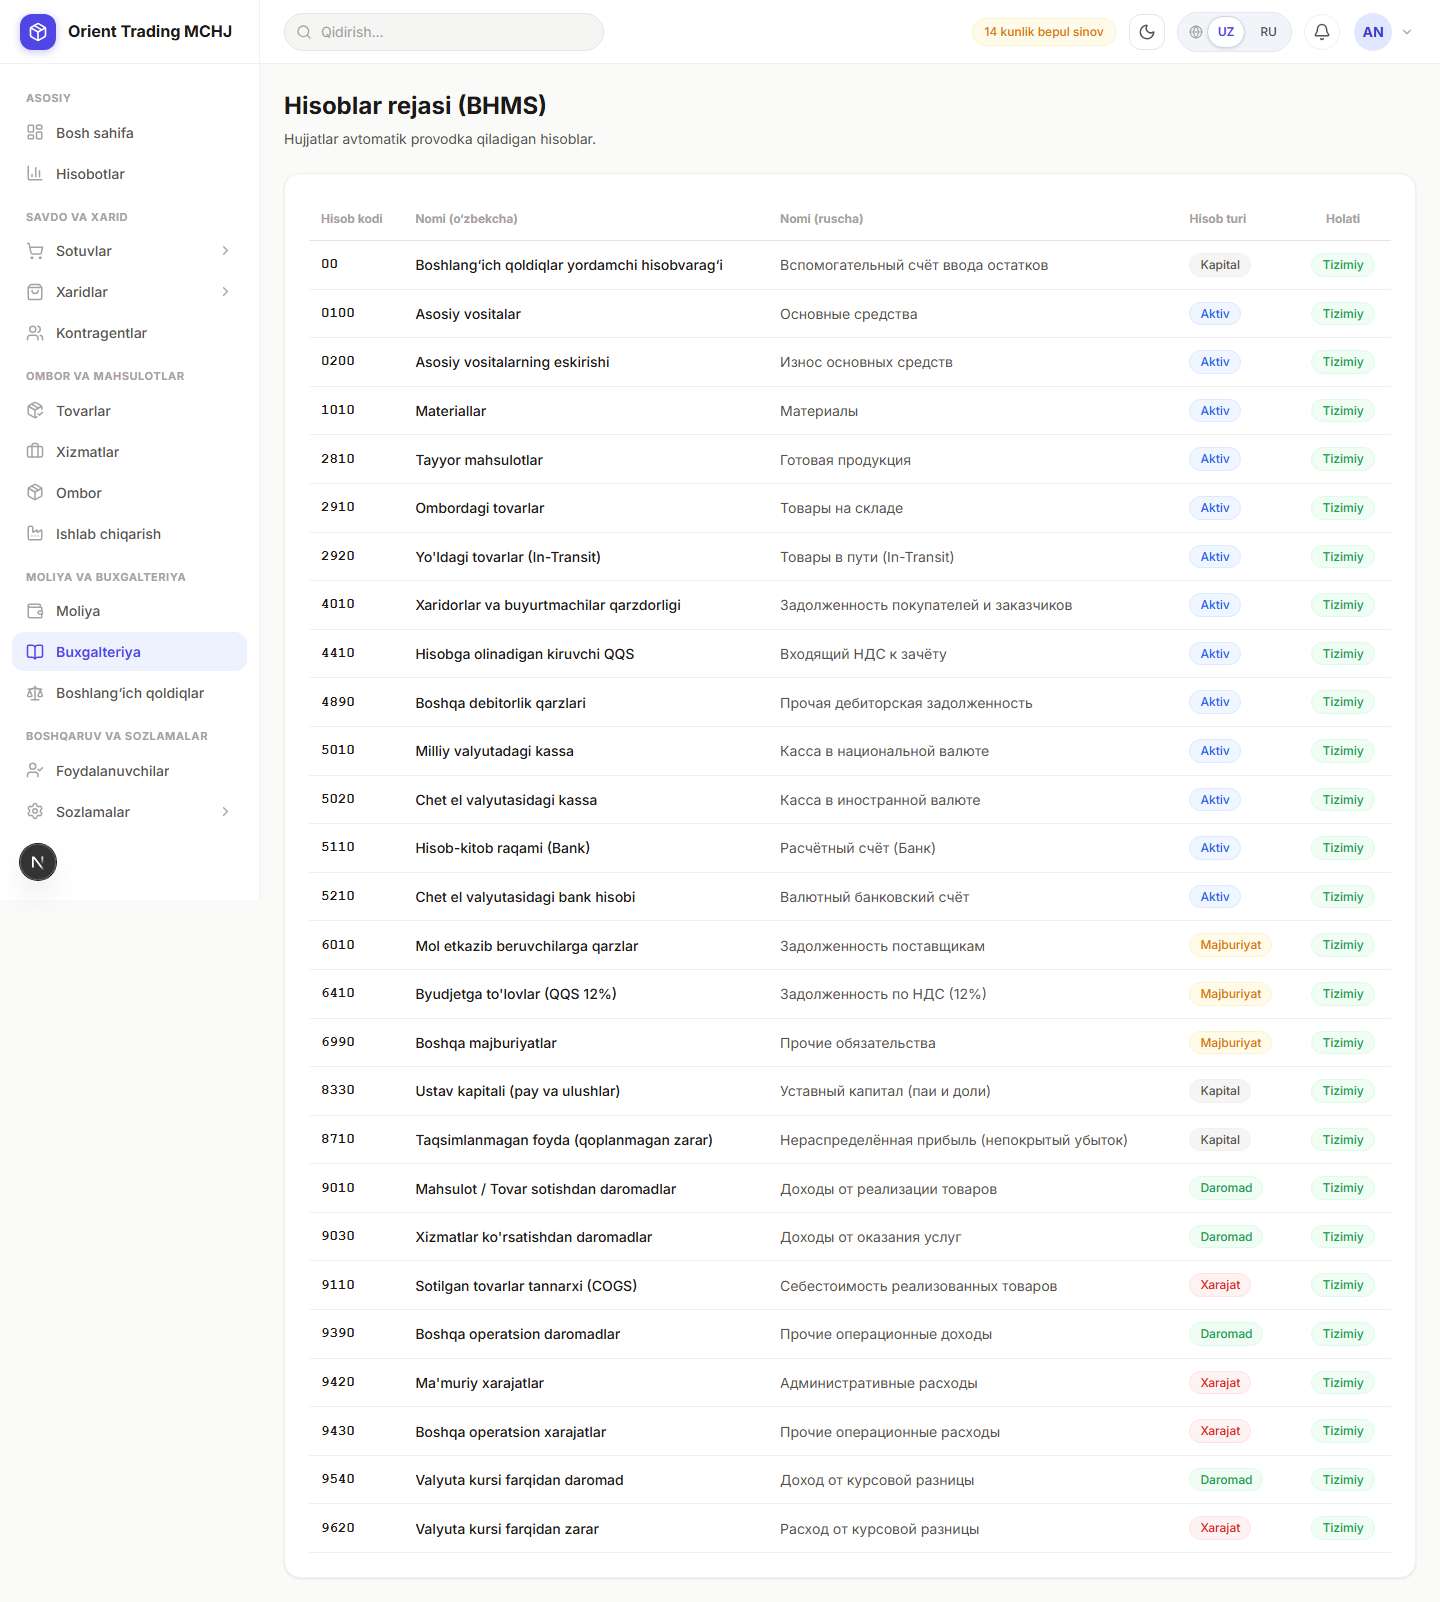 Orient Trading MCHJ
Qidirish...
14 kunlik bepul sinov
UZ
RU
AN
ASOSIY
Bosh sahifa
Hisobotlar
SAVDO VA XARID
Sotuvlar
Xaridlar
Kontragentlar
OMBOR VA MAHSULOTLAR
Tovarlar
Xizmatlar
Ombor
Ishlab chiqarish
MOLIYA VA BUXGALTERIYA
Moliya
Buxgalteriya
Boshlangʻich qoldiqlar
BOSHQARUV VA SOZLAMALAR
Foydalanuvchilar
Sozlamalar
N
Hisoblar rejasi (BHMS)
Hujjatlar avtomatik provodka qiladigan hisoblar.
Hisob kodi Nomi (o'zbekcha) Nomi (ruscha) Hisob turi Holati
00 Boshlangʻich qoldiqlar yordamchi hisobvaragʻi Вспомогательный счёт ввода остатков Kapital Tizimiy
0100 Asosiy vositalar Основные средства Aktiv Tizimiy
0200 Asosiy vositalarning eskirishi Износ основных средств Aktiv Tizimiy
1010 Materiallar Материалы Aktiv Tizimiy
2810 Tayyor mahsulotlar Готовая продукция Aktiv Tizimiy
2910 Ombordagi tovarlar Товары на складе Aktiv Tizimiy
2920 Yo'ldagi tovarlar (In-Transit) Товары в пути (In-Transit) Aktiv Tizimiy
4010 Xaridorlar va buyurtmachilar qarzdorligi Задолженность покупателей и заказчиков Aktiv Tizimiy
4410 Hisobga olinadigan kiruvchi QQS Входящий НДС к зачёту Aktiv Tizimiy
4890 Boshqa debitorlik qarzlari Прочая дебиторская задолженность Aktiv Tizimiy
5010 Milliy valyutadagi kassa Касса в национальной валюте Aktiv Tizimiy
5020 Chet el valyutasidagi kassa Касса в иностранной валюте Aktiv Tizimiy
5110 Hisob-kitob raqami (Bank) Расчётный счёт (Банк) Aktiv Tizimiy
5210 Chet el valyutasidagi bank hisobi Валютный банковский счёт Aktiv Tizimiy
6010 Mol etkazib beruvchilarga qarzlar Задолженность поставщикам Majburiyat Tizimiy
6410 Byudjetga to'lovlar (QQS 12%) Задолженность по НДС (12%) Majburiyat Tizimiy
6990 Boshqa majburiyatlar Прочие обязательства Majburiyat Tizimiy
8330 Ustav kapitali (pay va ulushlar) Уставный капитал (паи и доли) Kapital Tizimiy
8710 Taqsimlanmagan foyda (qoplanmagan zarar) Нераспределённая прибыль (непокрытый убыток) Kapital Tizimiy
9010 Mahsulot / Tovar sotishdan daromadlar Доходы от реализации товаров Daromad Tizimiy
9030 Xizmatlar ko'rsatishdan daromadlar Доходы от оказания услуг Daromad Tizimiy
9110 Sotilgan tovarlar tannarxi (COGS) Себестоимость реализованных товаров Xarajat Tizimiy
9390 Boshqa operatsion daromadlar Прочие операционные доходы Daromad Tizimiy
9420 Ma'muriy xarajatlar Административные расходы Xarajat Tizimiy
9430 Boshqa operatsion xarajatlar Прочие операционные расходы Xarajat Tizimiy
9540 Valyuta kursi farqidan daromad Доход от курсовой разницы Daromad Tizimiy
9620 Valyuta kursi farqidan zarar Расход от курсовой разницы Xarajat Tizimiy